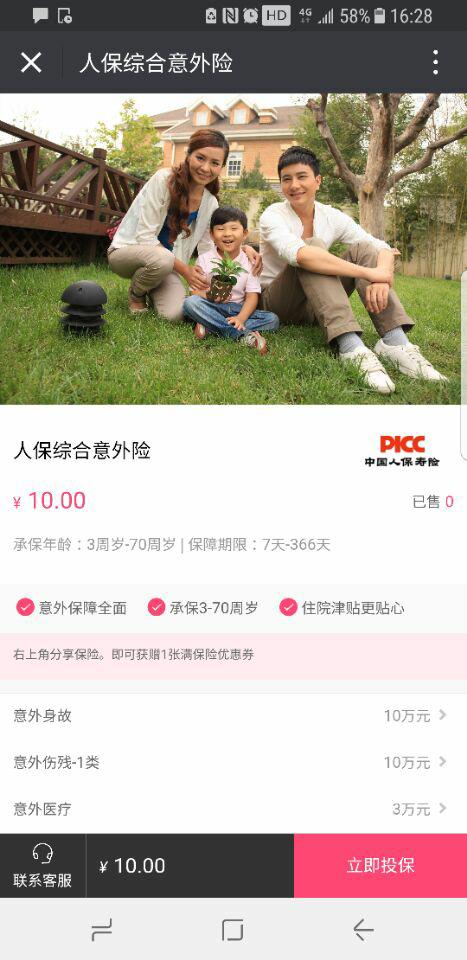 HD 4G 58% 16:28
人保综合意外险
人保综合意外险
PICC
中国人保寿险
¥ 10.00
已售 0
承保年龄：3周岁-70周岁 | 保障期限：7天-366天
意外保障全面 承保3-70周岁 住院津贴更贴心
右上角分享保险。即可获赠1张满保险优惠券
意外身故 10万元
意外伤残-1类 10万元
意外医疗 3万元
联系客服
¥ 10.00
立即投保